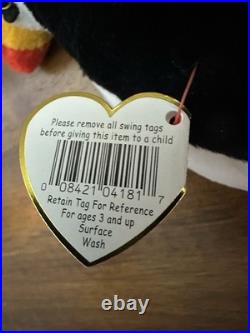 Please remove all swing tags
before giving this item to a child
0 08421 04181 7
Retain Tag For Reference
For ages 3 and up
Surface
Wash